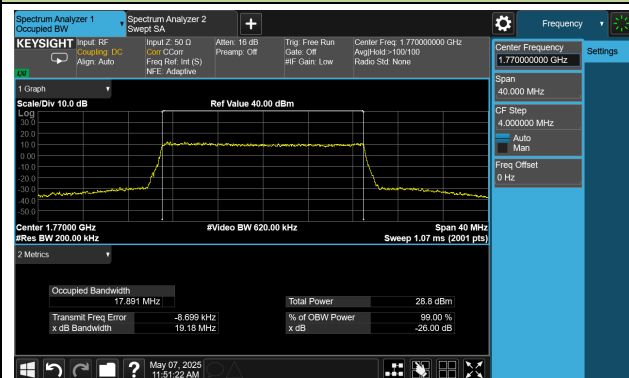 Spectrum Analyzer 1
Occupied BW
Spectrum Analyzer 2
Swept SA
Frequency
KEYSIGHT
Input: RF
Coupling: DC
Align: Auto
Input Z: 50 Ω
Corr CCorr
Freq Ref: Int (S)
NFE: Adaptive
Atten: 16 dB
Preamp: Off
Trig: Free Run
Gate: Off
#IF Gain: Low
Center Freq: 1.770000000 GHz
Avg|Hold:>100/100
Radio Std: None
LXI
Center Frequency
1.770000000 GHz
Settings
Span
40.000 MHz
CF Step
4.000000 MHz
Auto
Man
Freq Offset
0 Hz
1 Graph
Scale/Div 10.0 dB
Ref Value 40.00 dBm
Log
30.0
20.0
10.0
0.00
-10.0
-20.0
-30.0
-40.0
-50.0
Center 1.77000 GHz
#Video BW 620.00 kHz
Span 40 MHz
#Res BW 200.00 kHz
Sweep 1.07 ms (2001 pts)
2 Metrics
Occupied Bandwidth
17.891 MHz
Total Power
28.8 dBm
Transmit Freq Error
-8.699 kHz
% of OBW Power
99.00 %
x dB Bandwidth
19.18 MHz
x dB
-26.00 dB
May 07, 2025
11:51:22 AM